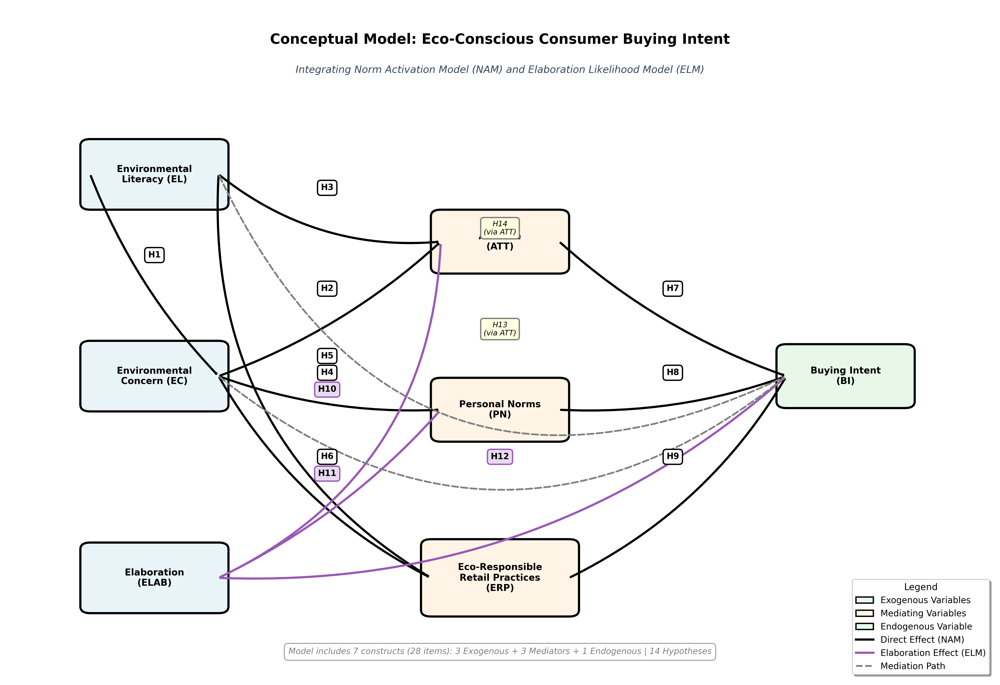 Conceptual Model: Eco-Conscious Consumer Buying Intent
Integrating Norm Activation Model (NAM) and Elaboration Likelihood Model (ELM)
Environmental
Literacy (EL)
H3
H14
(via ATT)
(ATT)
H1
H2
H7
H13
(via ATT)
H5
H4
H10
H8
Environmental
Concern (EC)
Buying Intent
(BI)
Personal Norms
(PN)
H6
H11
H12
H9
Elaboration
(ELAB)
Eco-Responsible
Retail Practices
(ERP)
Legend
Exogenous Variables
Mediating Variables
Endogenous Variable
Direct Effect (NAM)
Elaboration Effect (ELM)
Mediation Path
Model includes 7 constructs (28 items): 3 Exogenous + 3 Mediators + 1 Endogenous | 14 Hypotheses